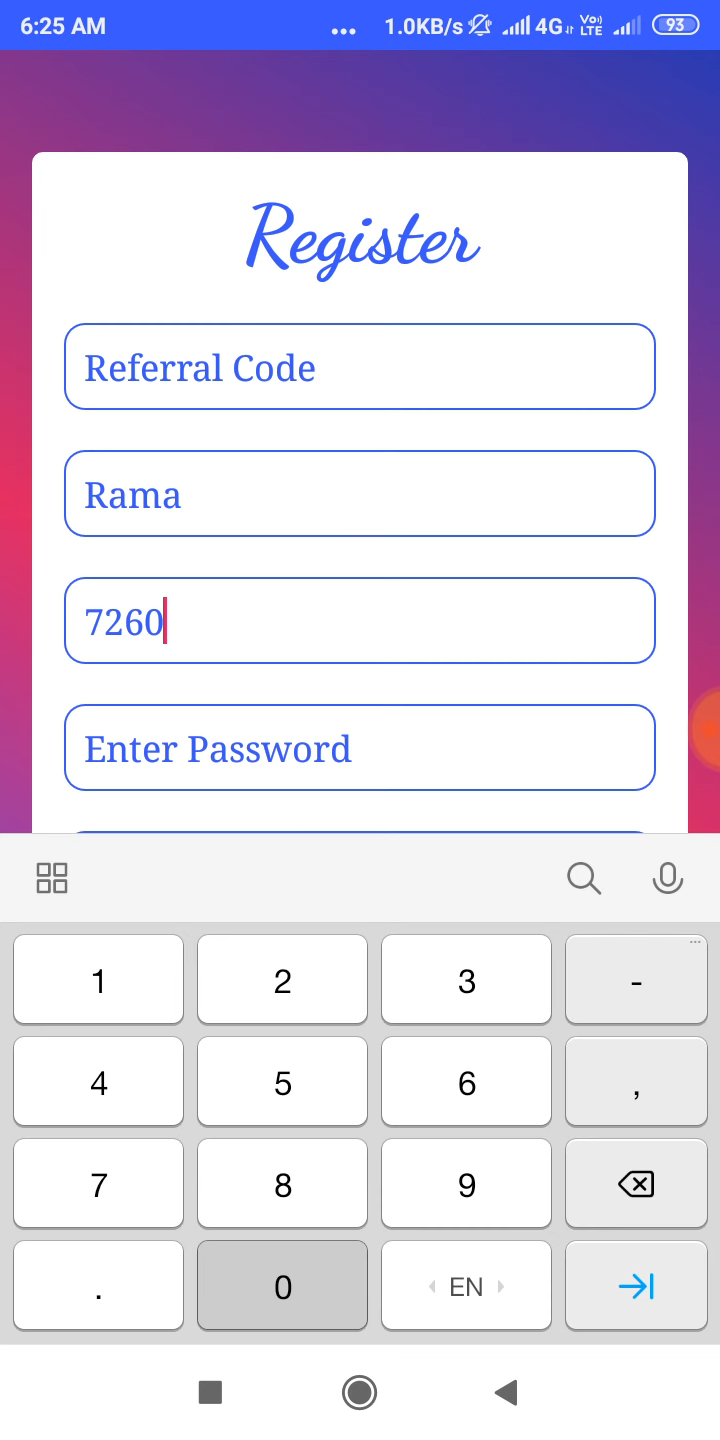 6:25 AM ... 1.0KB/s 4G Vo)) LTE 93
Register
Referral Code
Rama
7260
Enter Password
1 2 3 -
4 5 6 ,
7 8 9
. 0 EN